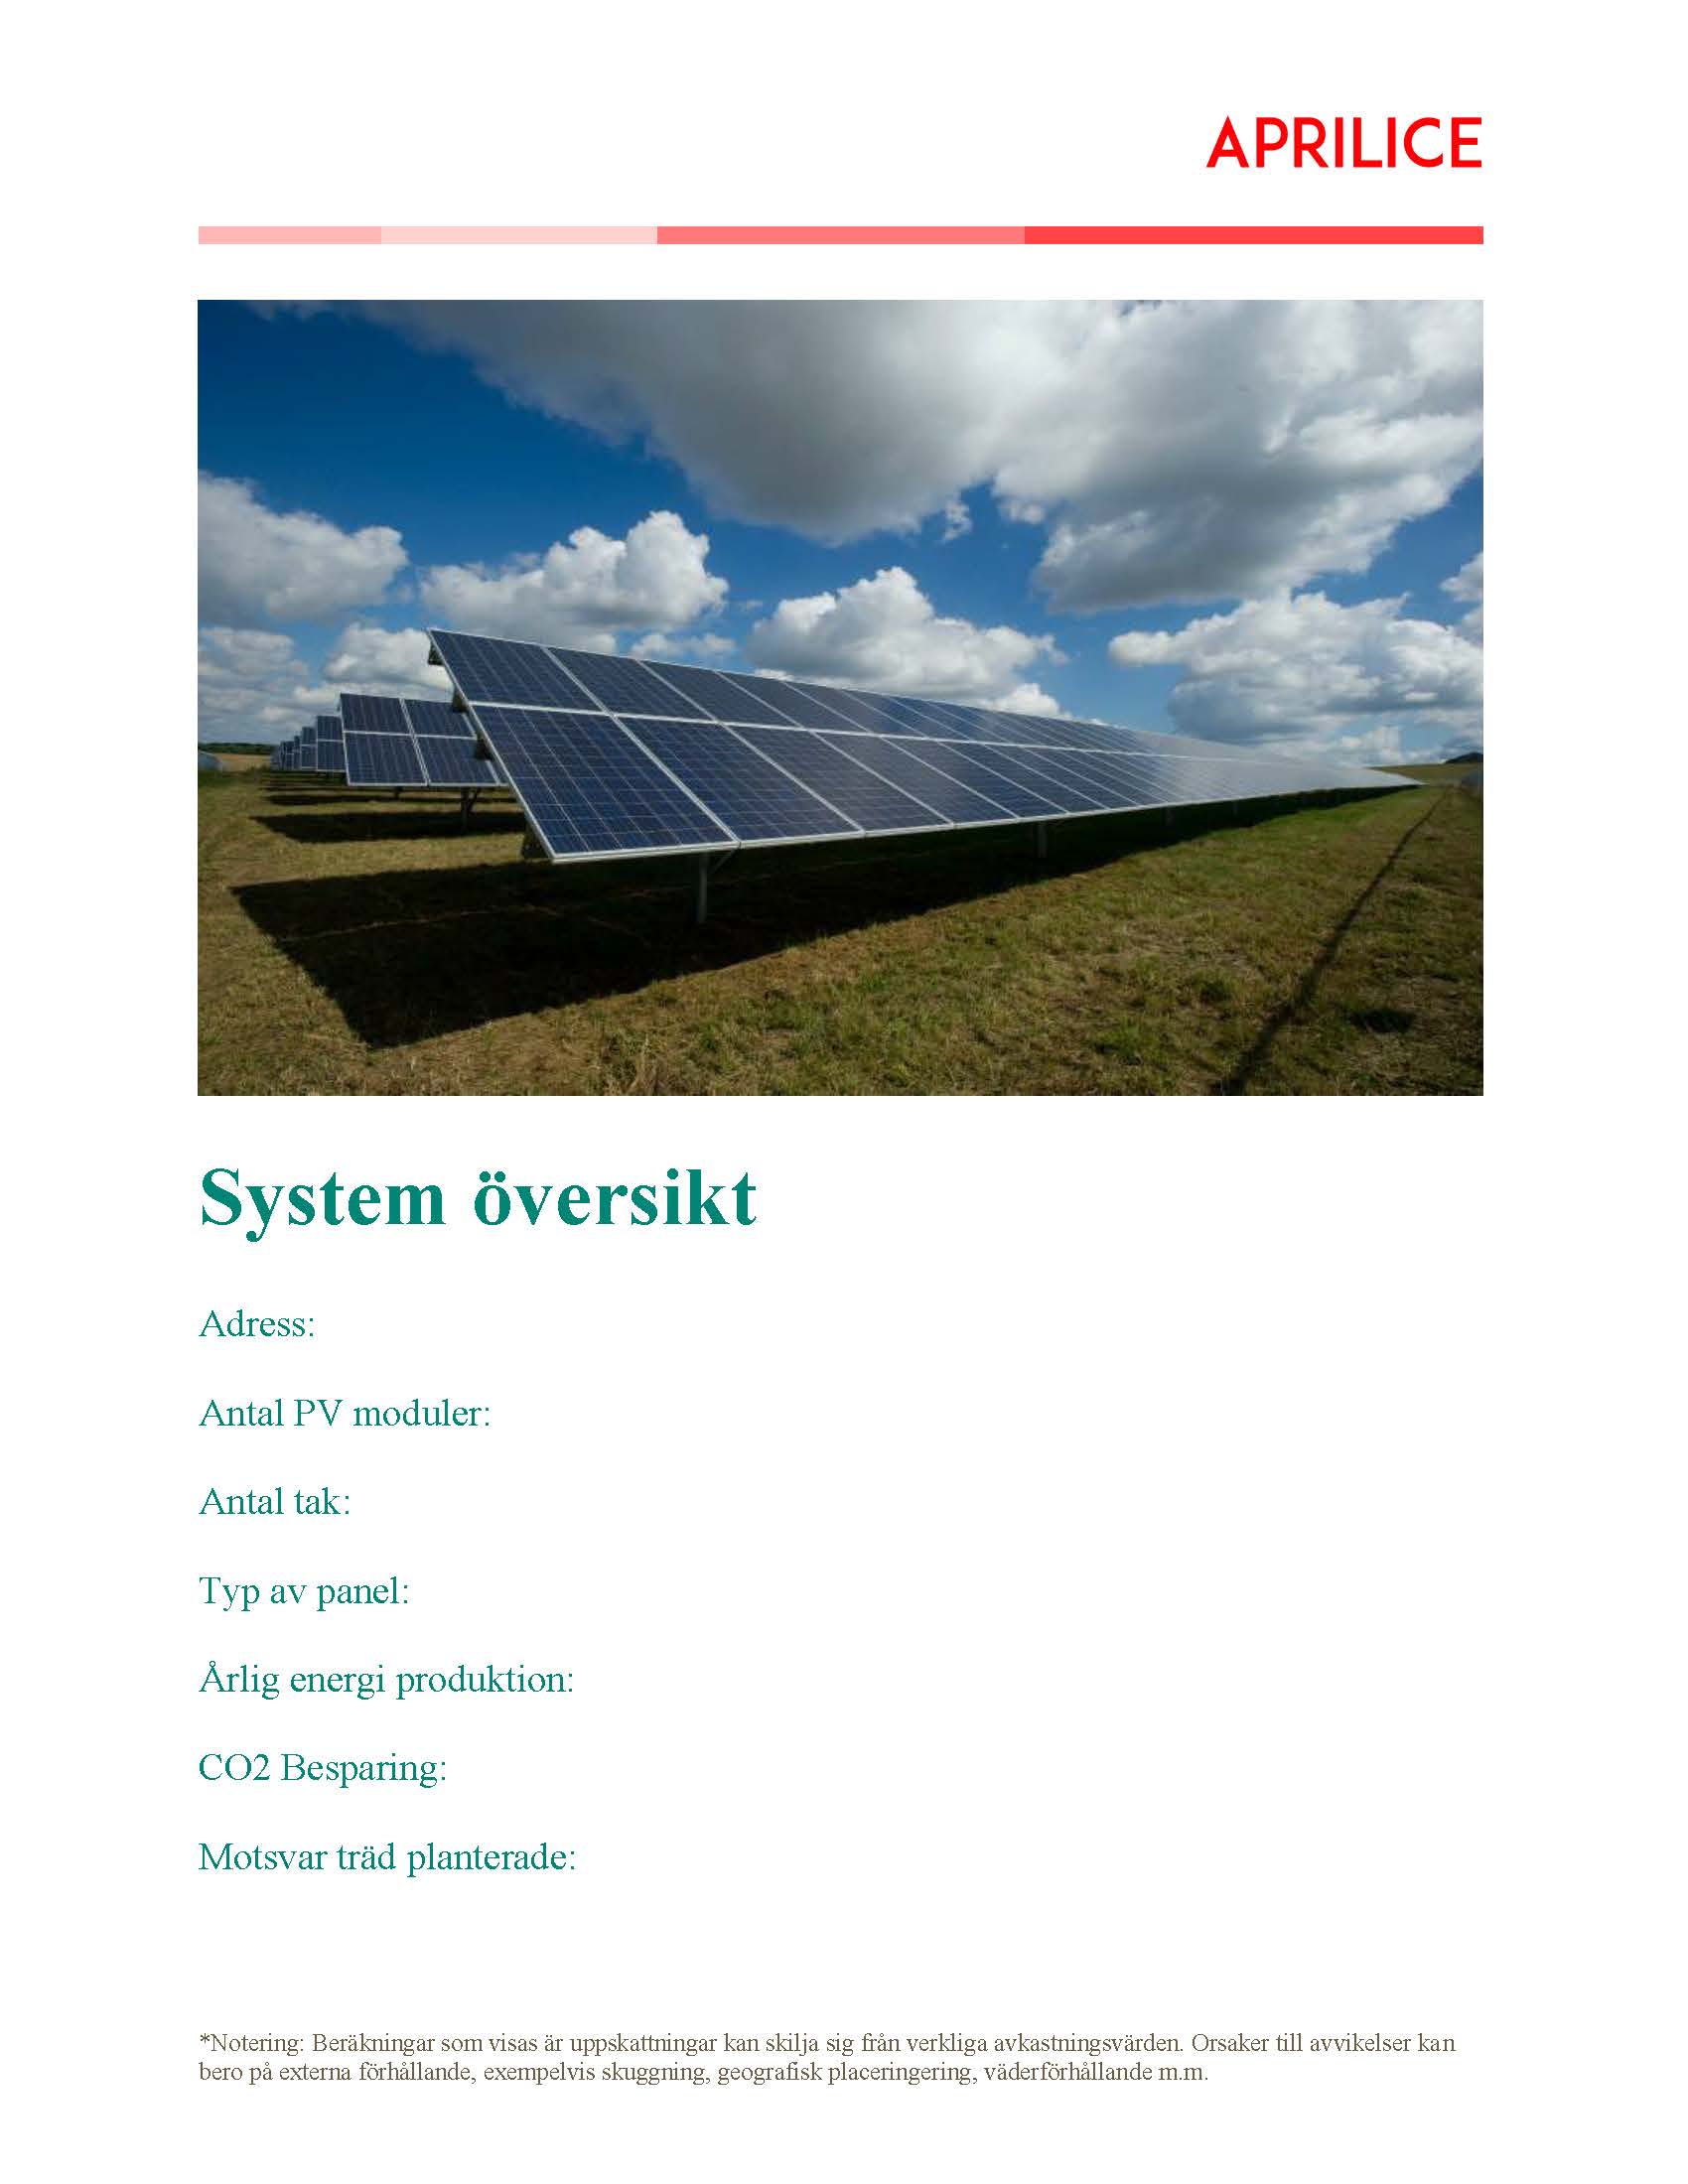 APRILICE
System översikt
Adress:
Antal PV moduler:
Antal tak:
Typ av panel:
Årlig energi produktion:
CO2 Besparing:
Motsvar träd planterade:
*Notering: Beräkningar som visas är uppskattningar kan skilja sig från verkliga avkastningsvärden. Orsaker till avvikelser kan
bero på externa förhållande, exempelvis skuggning, geografisk placeringering, väderförhållande m.m.